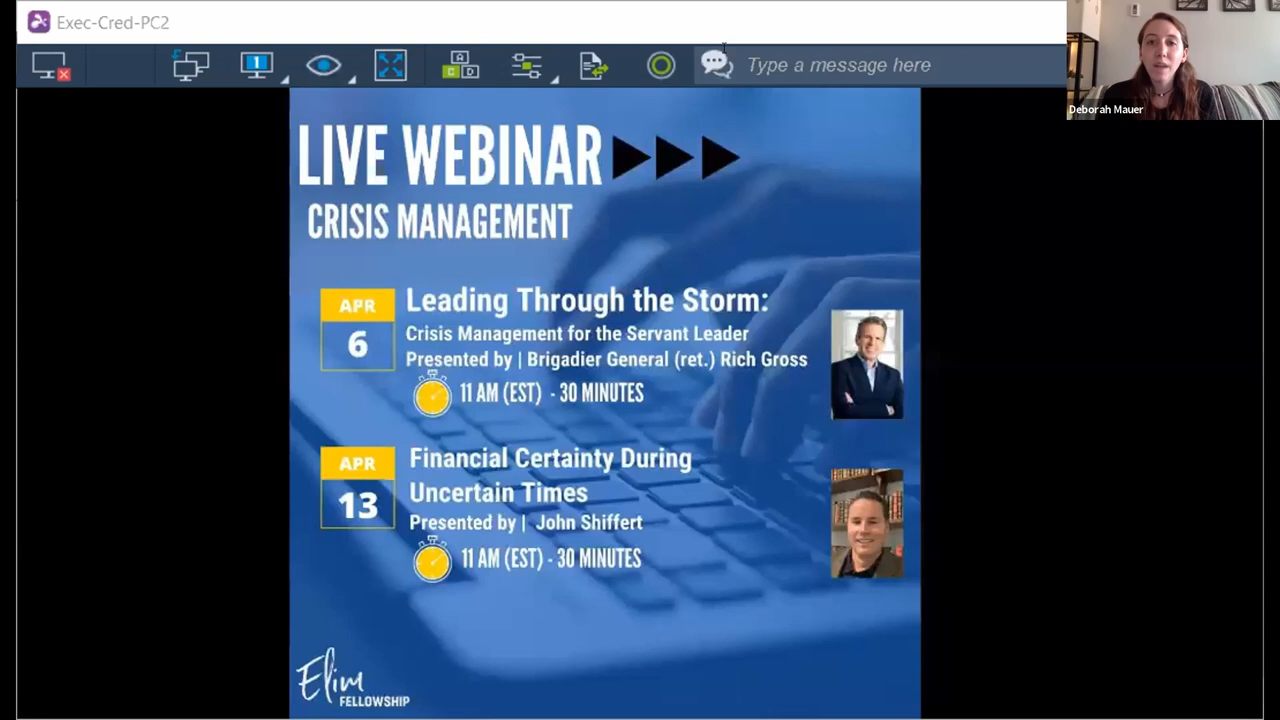 Exec-Cred-PC2
1
A
C
D
Type a message here
Deborah Mauer
LIVE WEBINAR
CRISIS MANAGEMENT
APR
6
Leading Through the Storm:
Crisis Management for the Servant Leader
Presented by | Brigadier General (ret.) Rich Gross
11 AM (EST) - 30 MINUTES
APR
13
Financial Certainty During
Uncertain Times
Presented by | John Shiffert
11 AM (EST) - 30 MINUTES
Elim
FELLOWSHIP